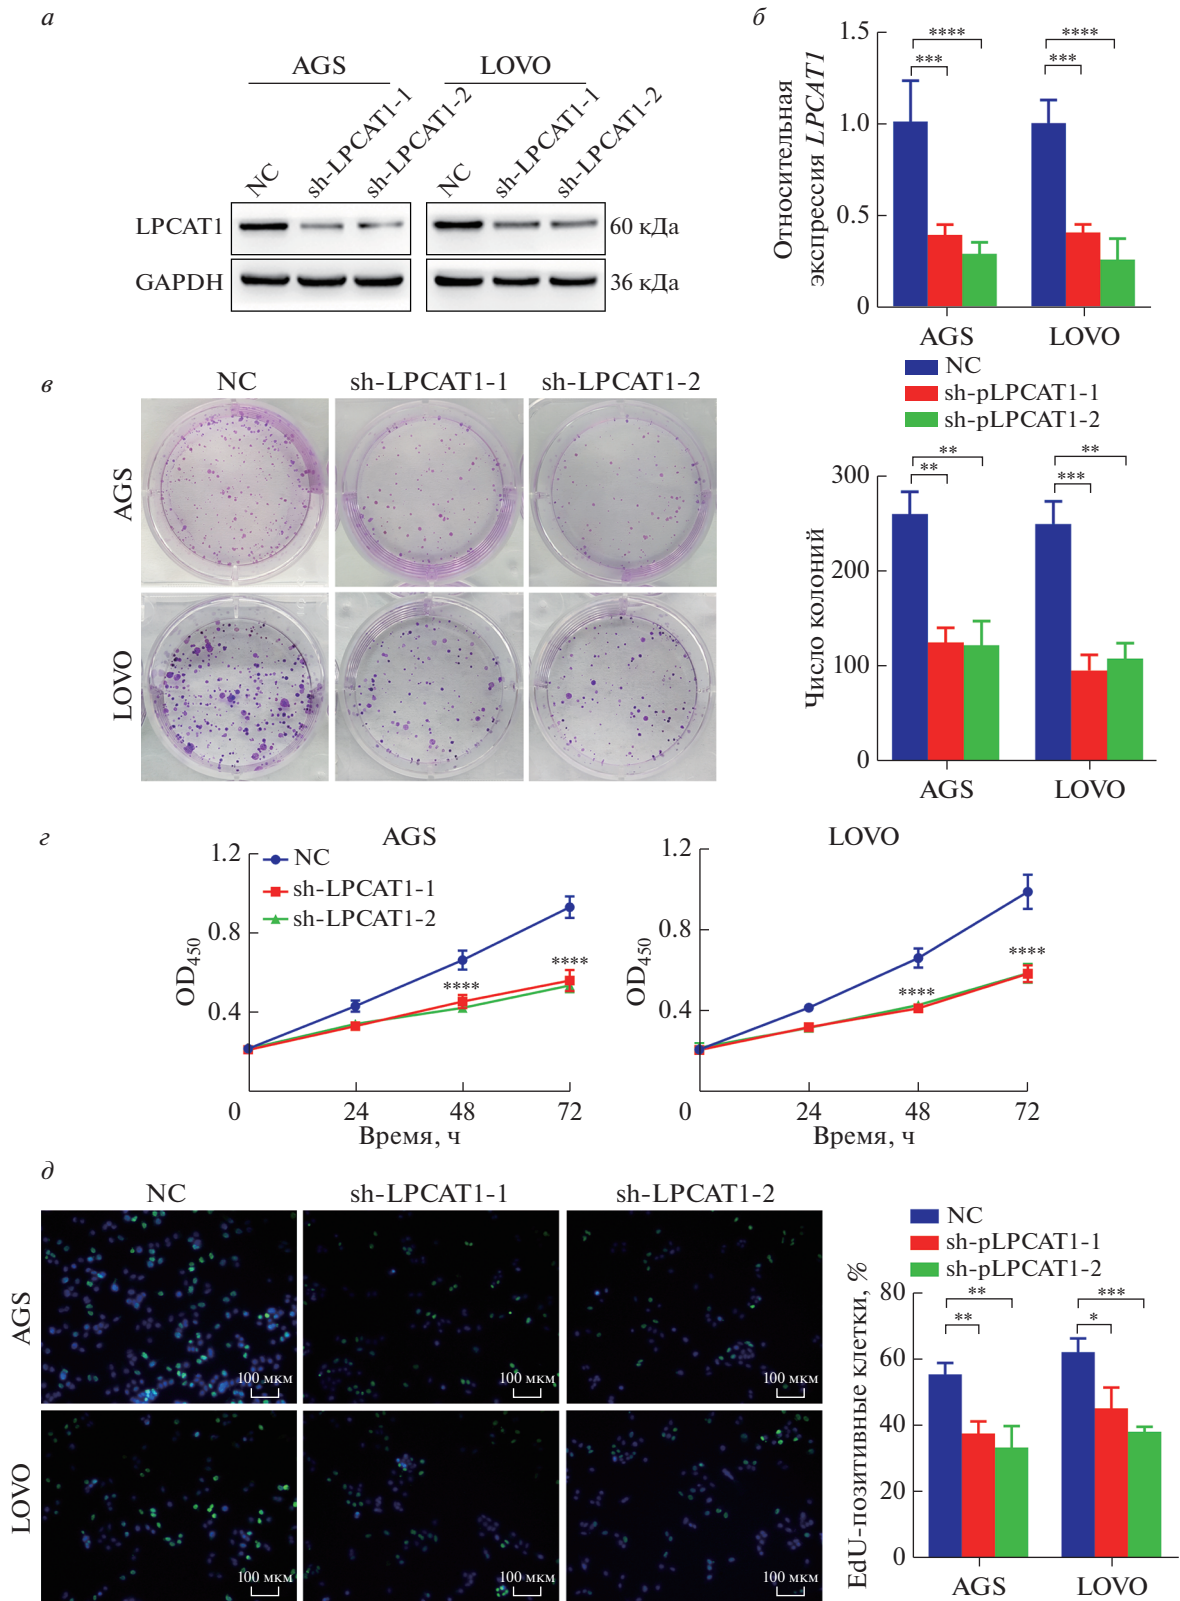 а
AGS
LOVO
NC
sh-LPCAT1-1
sh-LPCAT1-2
NC
sh-LPCAT1-1
sh-LPCAT1-2
LPCAT1
60 кДа
GAPDH
36 кДа
б
Относительная
экспрессия LPCAT1
1.5
1.0
0.5
0
****
***
****
***
AGS
LOVO
NC
sh-pLPCAT1-1
sh-pLPCAT1-2
в
NC
sh-LPCAT1-1
sh-LPCAT1-2
AGS
LOVO
Число колоний
300
200
100
0
**
**
**
***
AGS
LOVO
г
AGS
OD450
1.2
0.8
0.4
0
24
48
72
Время, ч
NC
sh-LPCAT1-1
sh-LPCAT1-2
****
****
LOVO
OD450
1.2
0.8
0.4
0
24
48
72
Время, ч
****
****
д
NC
sh-LPCAT1-1
sh-LPCAT1-2
AGS
100 мкм
100 мкм
100 мкм
LOVO
100 мкм
100 мкм
100 мкм
NC
sh-pLPCAT1-1
sh-pLPCAT1-2
EdU-позитивные клетки, %
80
60
40
20
0
**
**
***
*
AGS
LOVO